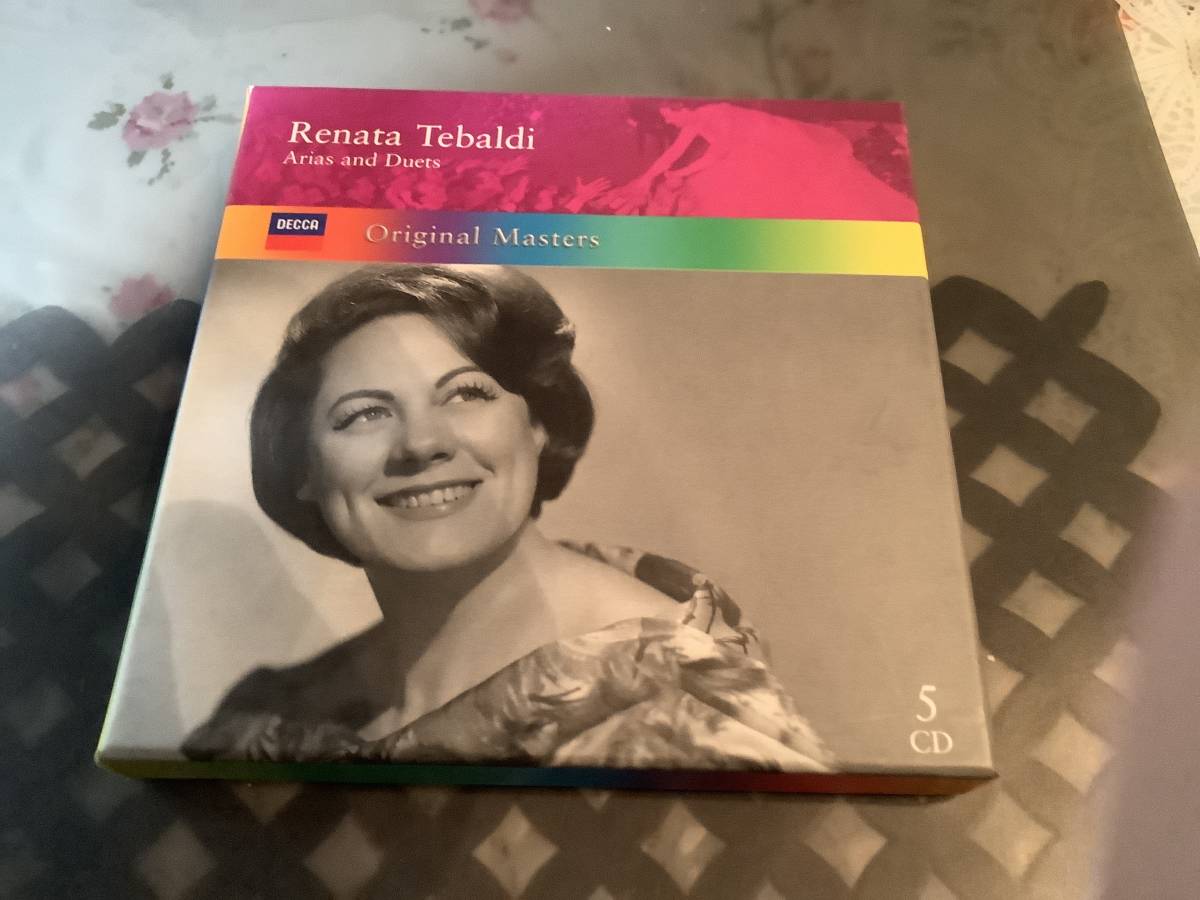 Renata Tebaldi
Arias and Duets
DECCA
Original Masters
5
CD